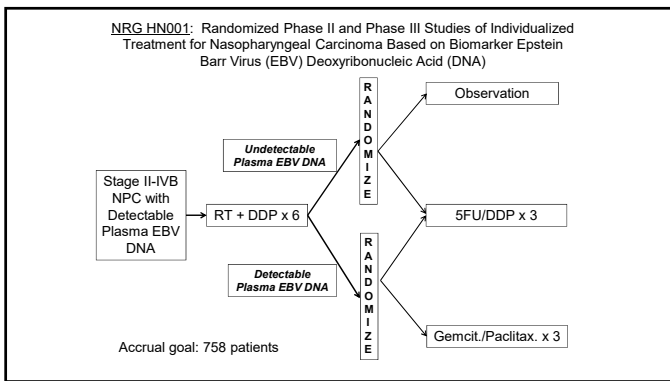 NRG HN001: Randomized Phase II and Phase III Studies of Individualized
Treatment for Nasopharyngeal Carcinoma Based on Biomarker Epstein
Barr Virus (EBV) Deoxyribonucleic Acid (DNA)
Stage II-IVB
NPC with
Detectable
Plasma EBV
DNA
RT + DDP x 6
Undetectable
Plasma EBV DNA
Detectable
Plasma EBV DNA
R
A
N
D
O
M
I
Z
E
R
A
N
D
O
M
I
Z
E
Observation
5FU/DDP x 3
Gemcit./Paclitax. x 3
Accrual goal: 758 patients